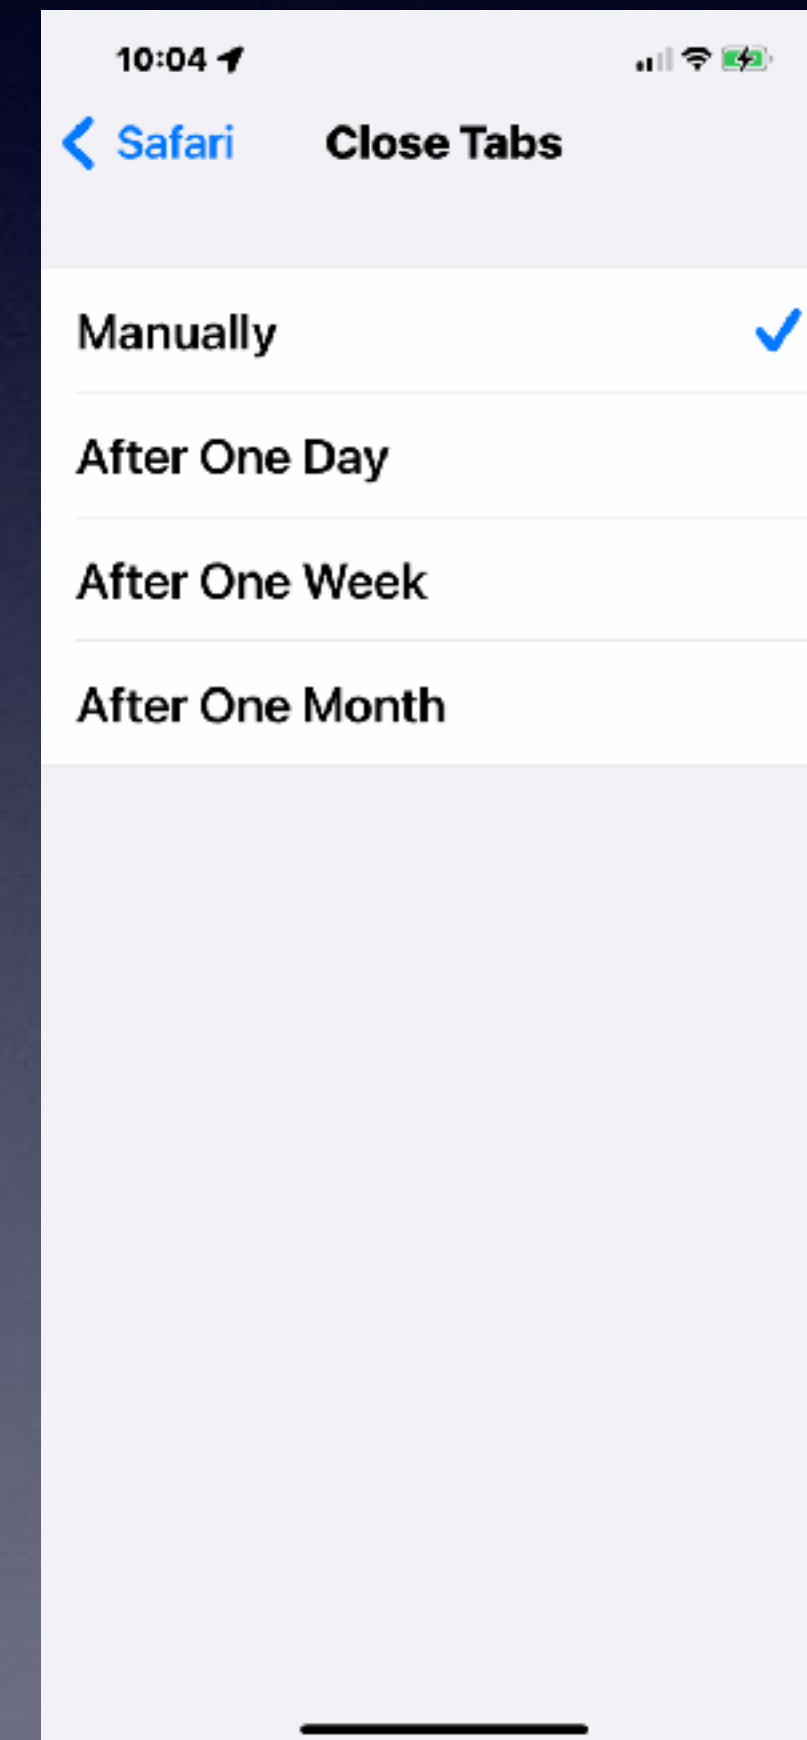 10:04
Safari Close Tabs
Manually
After One Day
After One Week
After One Month